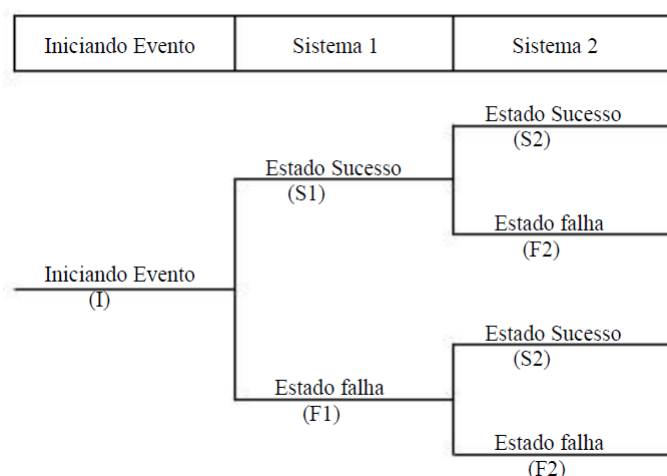 Iniciando Evento
Sistema 1
Sistema 2
Estado Sucesso
(S2)
Estado Sucesso
(S1)
Estado falha
(F2)
Iniciando Evento
(I)
Estado Sucesso
(S2)
Estado falha
(F1)
Estado falha
(F2)